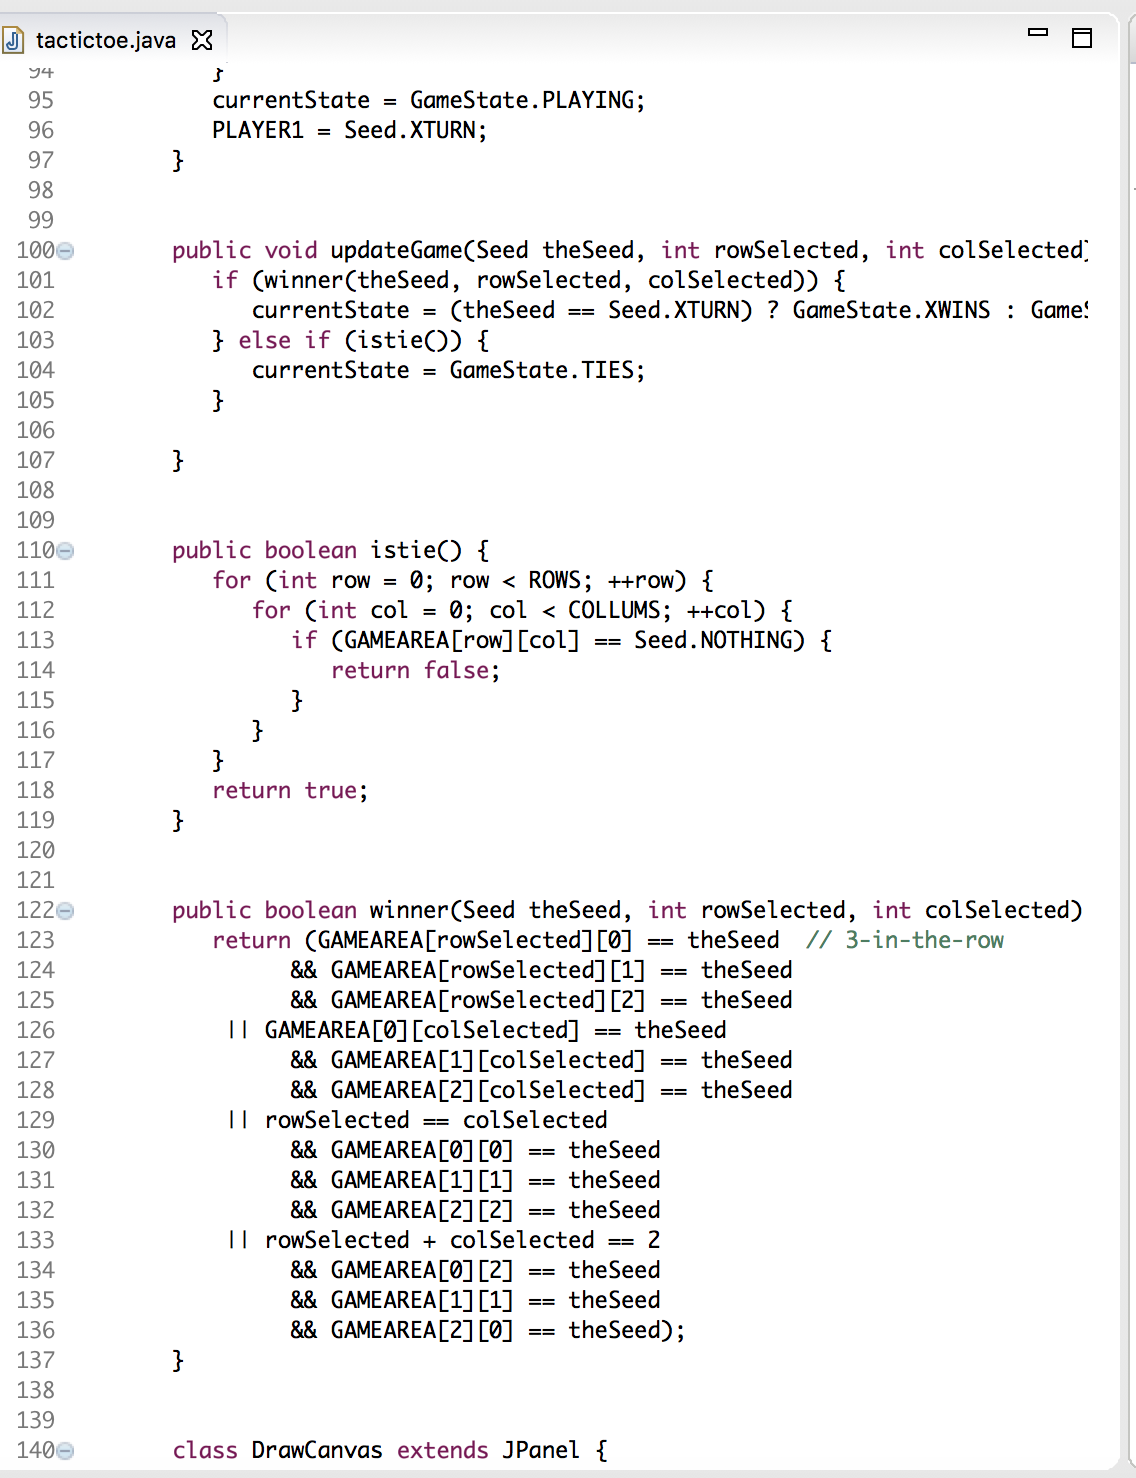 tactictoe.java
94 }
95 currentState = GameState.PLAYING;
96 PLAYER1 = Seed.XTURN;
97 }
98
99
100 public void updateGame(Seed theSeed, int rowSelected, int colSelected)
101 if (winner(theSeed, rowSelected, colSelected)) {
102 currentState = (theSeed == Seed.XTURN) ? GameState.XWINS : Game
103 } else if (istie()) {
104 currentState = GameState.TIES;
105 }
106
107 }
108
109
110 public boolean istie() {
111 for (int row = 0; row < ROWS; ++row) {
112 for (int col = 0; col < COLLUMS; ++col) {
113 if (GAMEAREA[row][col] == Seed.NOTHING) {
114 return false;
115 }
116 }
117 }
118 return true;
119 }
120
121
122 public boolean winner(Seed theSeed, int rowSelected, int colSelected)
123 return (GAMEAREA[rowSelected][0] == theSeed // 3-in-the-row
124 && GAMEAREA[rowSelected][1] == theSeed
125 && GAMEAREA[rowSelected][2] == theSeed
126 || GAMEAREA[0][colSelected] == theSeed
127 && GAMEAREA[1][colSelected] == theSeed
128 && GAMEAREA[2][colSelected] == theSeed
129 || rowSelected == colSelected
130 && GAMEAREA[0][0] == theSeed
131 && GAMEAREA[1][1] == theSeed
132 && GAMEAREA[2][2] == theSeed
133 || rowSelected + colSelected == 2
134 && GAMEAREA[0][2] == theSeed
135 && GAMEAREA[1][1] == theSeed
136 && GAMEAREA[2][0] == theSeed);
137 }
138
139
140 class DrawCanvas extends JPanel {